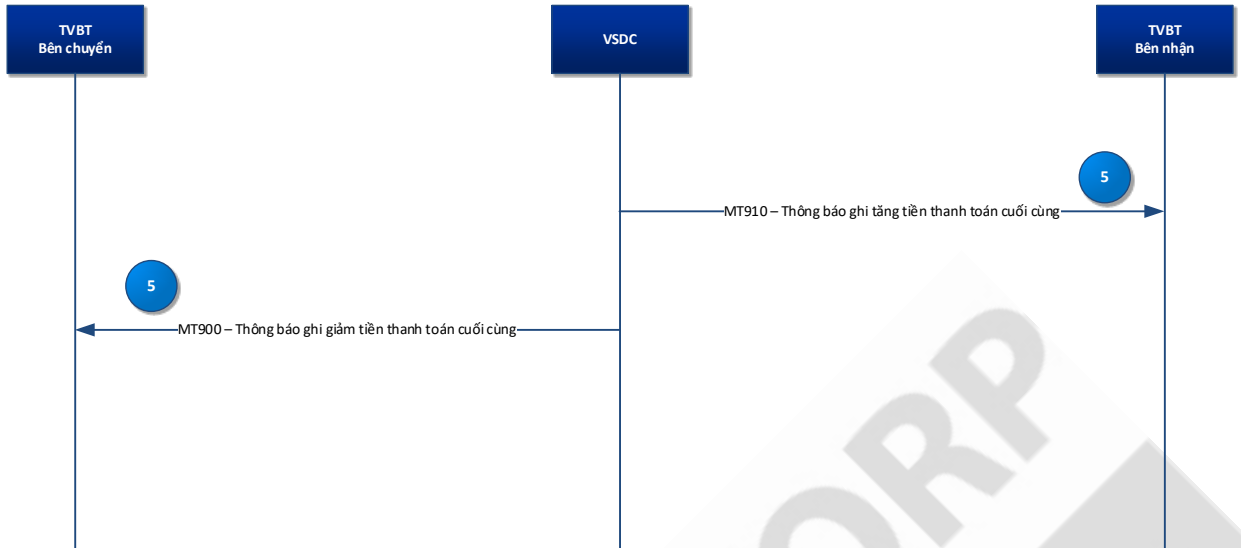 TVBT
Bên chuyển
VSDC
TVBT
Bên nhận
5
MT910 – Thông báo ghi tăng tiền thanh toán cuối cùng
5
MT900 – Thông báo ghi giảm tiền thanh toán cuối cùng
ORP